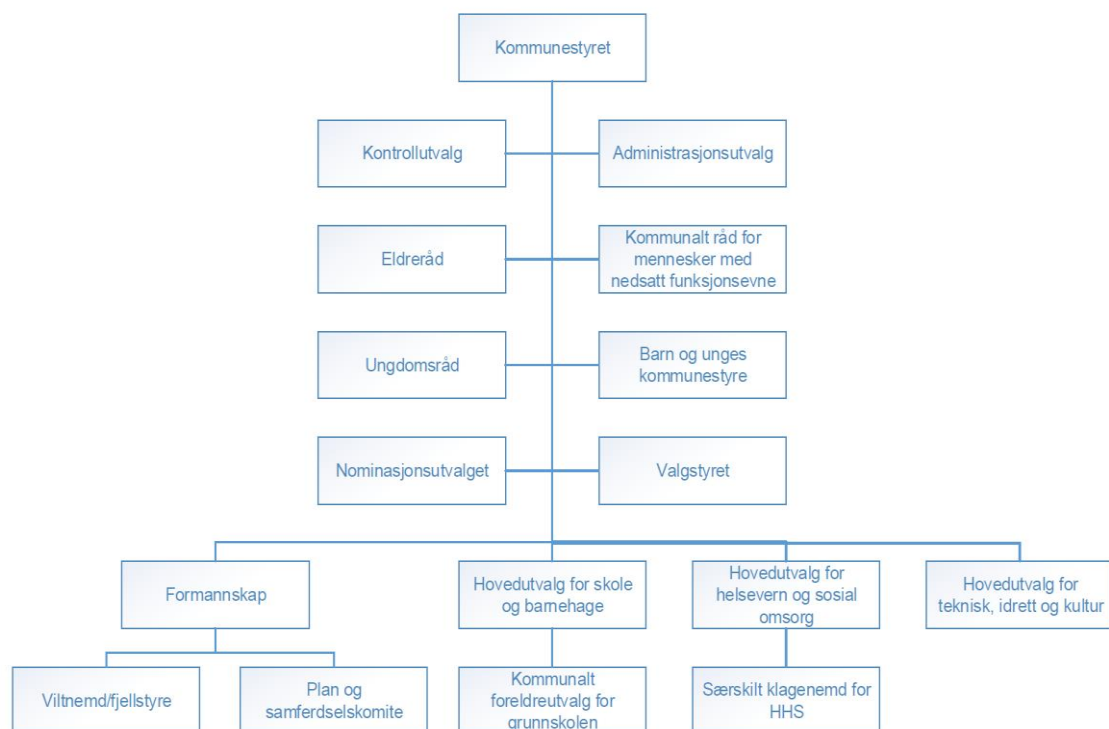 Kommunestyret
Kontrollutvalg
Administrasjonsutvalg
Eldreråd
Kommunalt råd for
mennesker med
nedsatt funksjonsevne
Ungdomsråd
Barn og unges
kommunestyre
Nominasjonsutvalget
Valgstyret
Formannskap
Hovedutvalg for skole
og barnehage
Hovedutvalg for
helsevern og sosial
omsorg
Hovedutvalg for
teknisk, idrett og kultur
Viltnemd/fjellstyre
Plan og
samferdselskomite
Kommunalt
foreldreutvalg for
grunnskolen
Særskilt klagenemd for
HHS